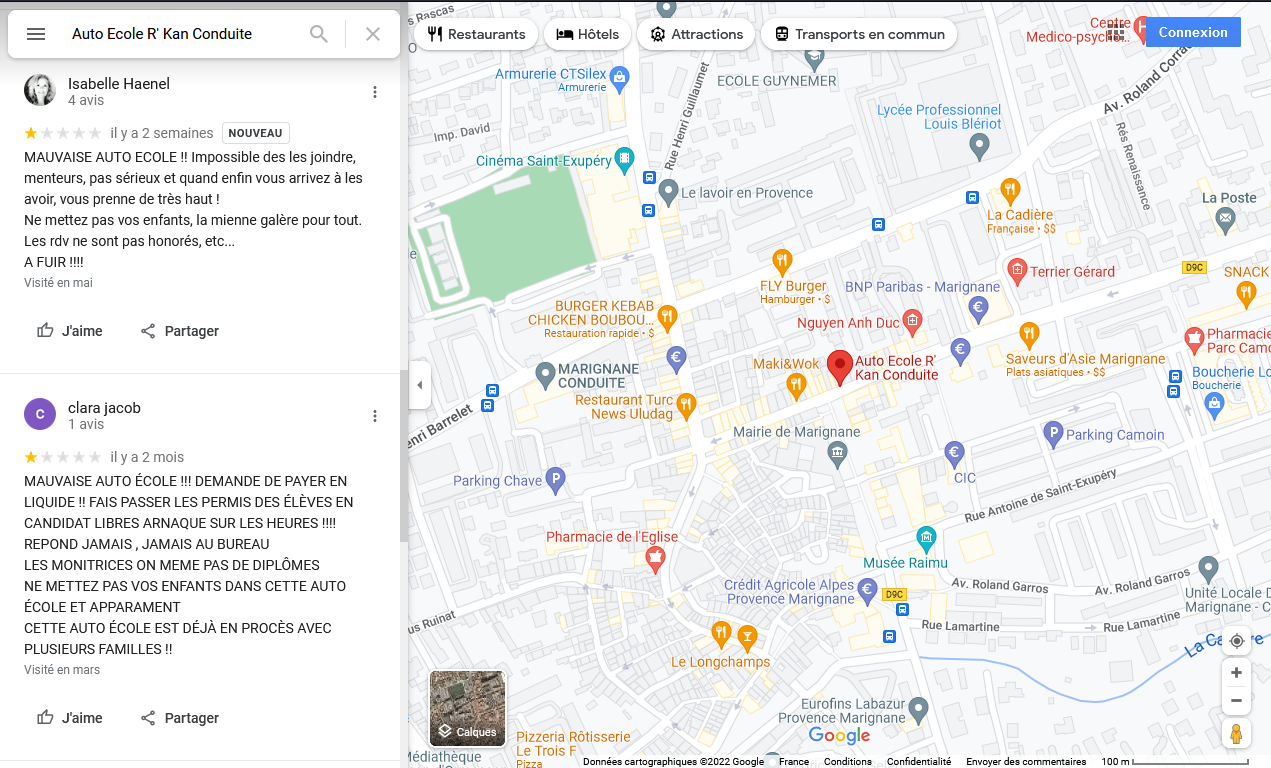 Auto Ecole R' Kan Conduite
Isabelle Haenel
4 avis
il y a 2 semaines NOUVEAU
MAUVAISE AUTO ECOLE !! Impossible des les joindre,
menteurs, pas sérieux et quand enfin vous arrivez à les
avoir, vous prenne de très haut !
Ne mettez pas vos enfants, la mienne galère pour tout.
Les rdv ne sont pas honorés, etc...
A FUIR !!!!
Visité en mai
J'aime Partager
C
clara jacob
1 avis
il y a 2 mois
MAUVAISE AUTO ÉCOLE !!! DEMANDE DE PAYER EN
LIQUIDE !! FAIS PASSER LES PERMIS DES ÉLÈVES EN
CANDIDAT LIBRES ARNAQUE SUR LES HEURES !!!!
REPOND JAMAIS , JAMAIS AU BUREAU
LES MONITRICES ON MEME PAS DE DIPLÔMES
NE METTEZ PAS VOS ENFANTS DANS CETTE AUTO
ÉCOLE ET APPARAMENT
CETTE AUTO ÉCOLE EST DÉJÀ EN PROCÈS AVEC
PLUSIEURS FAMILLES !!
Visité en mars
J'aime Partager
Restaurants Hôtels Attractions Transports en commun
Connexion
s Rascas
Centre
Medico-psycho...
Armurerie CTSilex
Armurerie
ECOLE GUYNEMER
Av. Roland Corrao
Rue Henri Guillaumet
Imp. David
Lycée Professionnel
Louis Blériot
Rés Renaissance
Cinéma Saint-Exupéry
Le lavoir en Provence
La Poste
La Cadière
Française • $$
Terrier Gérard
D9C
SNACK
FLY Burger
Hamburger • $
BNP Paribas - Marignane
BURGER KEBAB
CHICKEN BOUBOU...
Restauration rapide • $
Nguyen Anh Duc
Pharmacie
Parc Camo
Saveurs d'Asie Marignane
Plats asiatiques • $$
MARIGNANE
CONDUITE
Maki&Wok
Auto Ecole R'
Kan Conduite
Boucherie Lo
Boucherie
Restaurant Turc
News Uludag
enri Barrelet
Mairie de Marignane
P
Parking Camoin
Parking Chave
P
CIC
Rue Antoine de Saint-Exupéry
Pharmacie de l'Eglise
Musée Raimu
Crédit Agricole Alpes
Provence Marignane
D9C
Av. Roland Garros
Av. Roland Garros
Unité Locale D
Marignane - C
us Ruinat
Rue Lamartine
Rue Lamartine
La Cadière
Le Longchamps
Calques
Eurofins Labazur
Provence Marignane
Google
Pizzeria Rôtisserie
Le Trois F
Pizza
Médiathèque
Données cartographiques ©2022 Google France Conditions Confidentialité Envoyer des commentaires 100 m